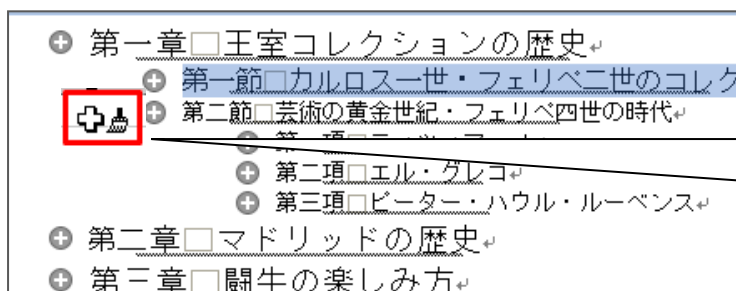 第一章□王室コレクションの歴史
第一節□カルロス一世・フェリペ二世のコレク
第二節□芸術の黄金世紀・フェリペ四世の時代
第一項□
第二項□エル・グレコ
第三項□ピーター・パウル・ルーベンス
第二章□マドリッドの歴史
第三章□闘牛の楽しみ方